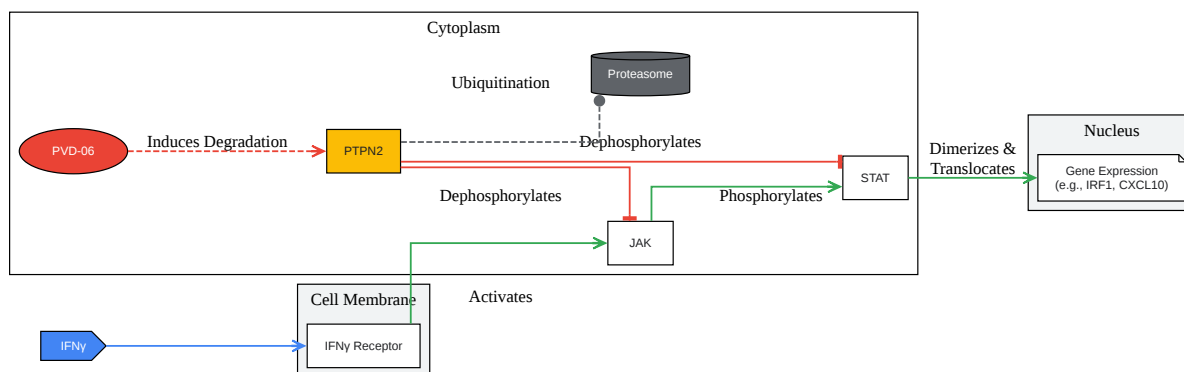 Cytoplasm
Ubiquitination
Proteasome
PVD-06
Induces Degradation
PTPN2
Dephosphorylates
Dephosphorylates
Phosphorylates
STAT
JAK
Dimerizes &
Translocates
Nucleus
Gene Expression
(e.g., IRF1, CXCL10)
Cell Membrane
Activates
IFNγ
IFNγ Receptor